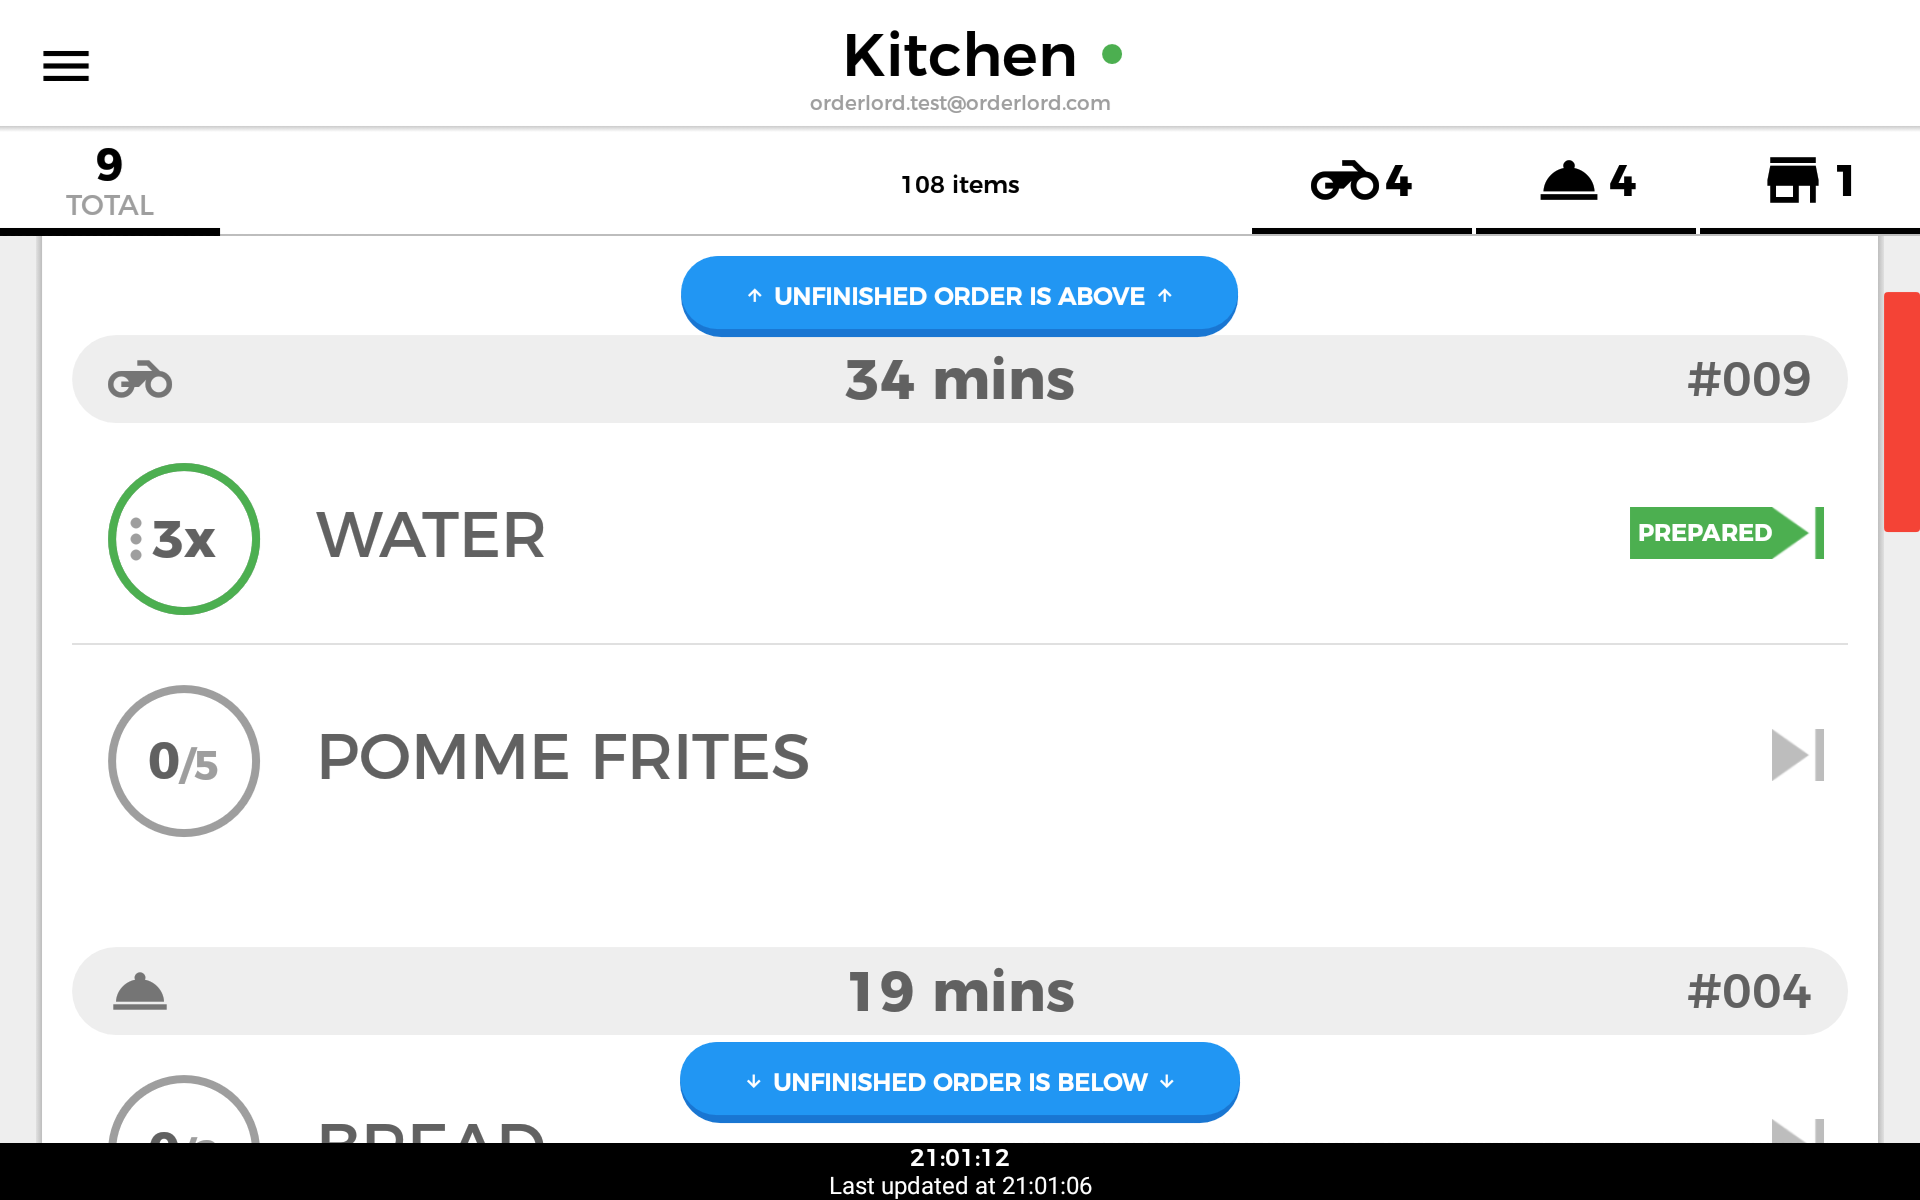 Kitchen
orderlord.test@orderlord.com
9
TOTAL
108 items
4
4
1
↑ UNFINISHED ORDER IS ABOVE ↑
34 mins
#009
3x
WATER
PREPARED
0/5
POMME FRITES
19 mins
#004
↓ UNFINISHED ORDER IS BELOW ↓
BREAD
21:01:12
Last updated at 21:01:06